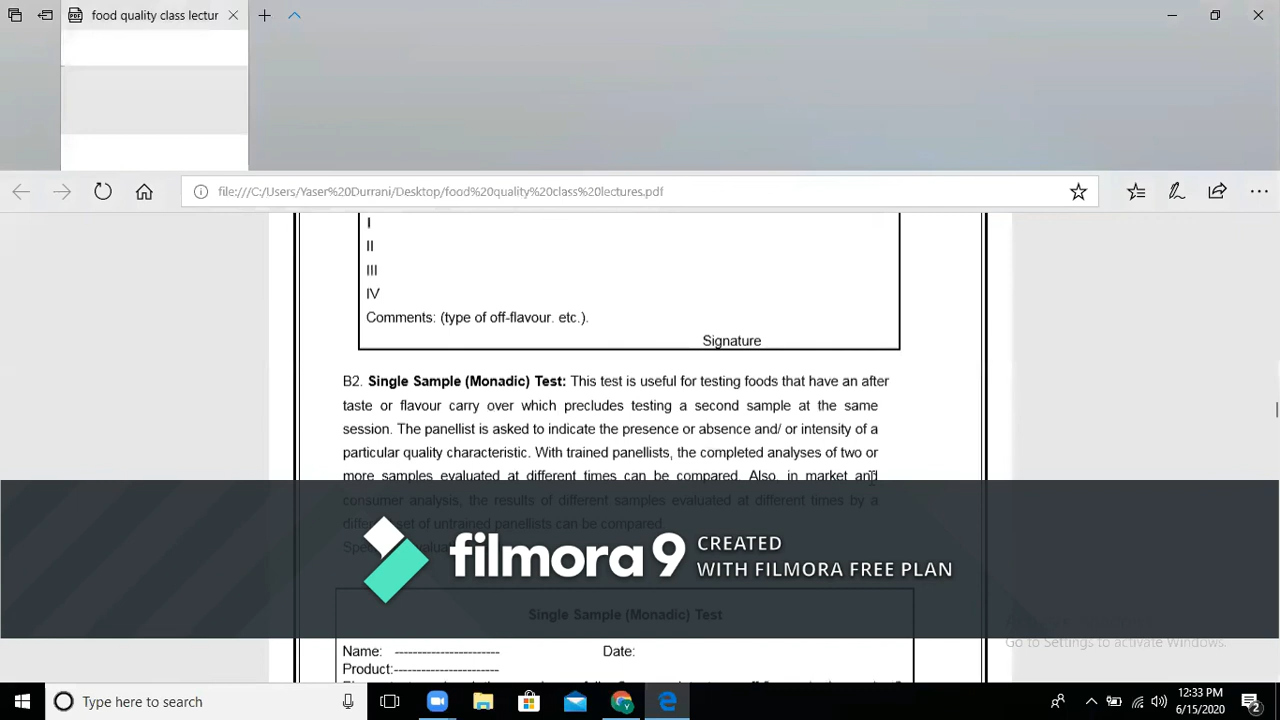 food quality class lectur
file:///C:/Users/Yaser%20Durrani/Desktop/food%20quality%20class%20lectures.pdf
I
II
III
IV
Comments: (type of off-flavour. etc.).
Signature
B2. Single Sample (Monadic) Test: This test is useful for testing foods that have an after
taste or flavour carry over which precludes testing a second sample at the same
session. The panellist is asked to indicate the presence or absence and/ or intensity of a
particular quality characteristic. With trained panellists, the completed analyses of two or
more samples evaluated at different times can be compared. Also, in market and
consumer analysis, the results of different samples evaluated at different times by a
set of untrained panellists can be compared.
filmora 9 CREATED
WITH FILMORA FREE PLAN
Single Sample (Monadic) Test
Name: ----------------------- Date:
Product:-----------------------
Go to Settings to activate Windows.
Type here to search
12:33 PM
6/15/2020
2